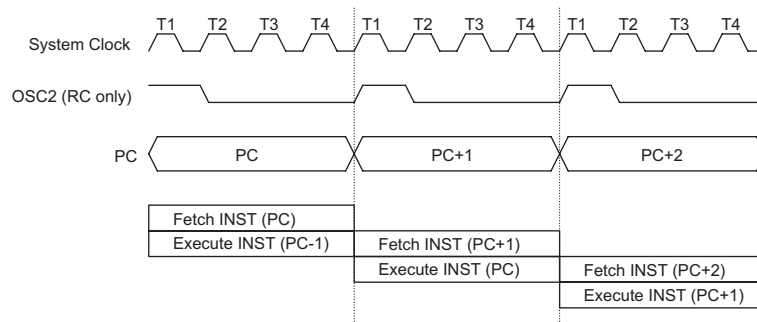 T1 T2 T3 T4 T1 T2 T3 T4 T1 T2 T3 T4
System Clock
OSC2 (RC only)
PC PC PC+1 PC+2
Fetch INST (PC)
Execute INST (PC-1) Fetch INST (PC+1)
Execute INST (PC) Fetch INST (PC+2)
Execute INST (PC+1)